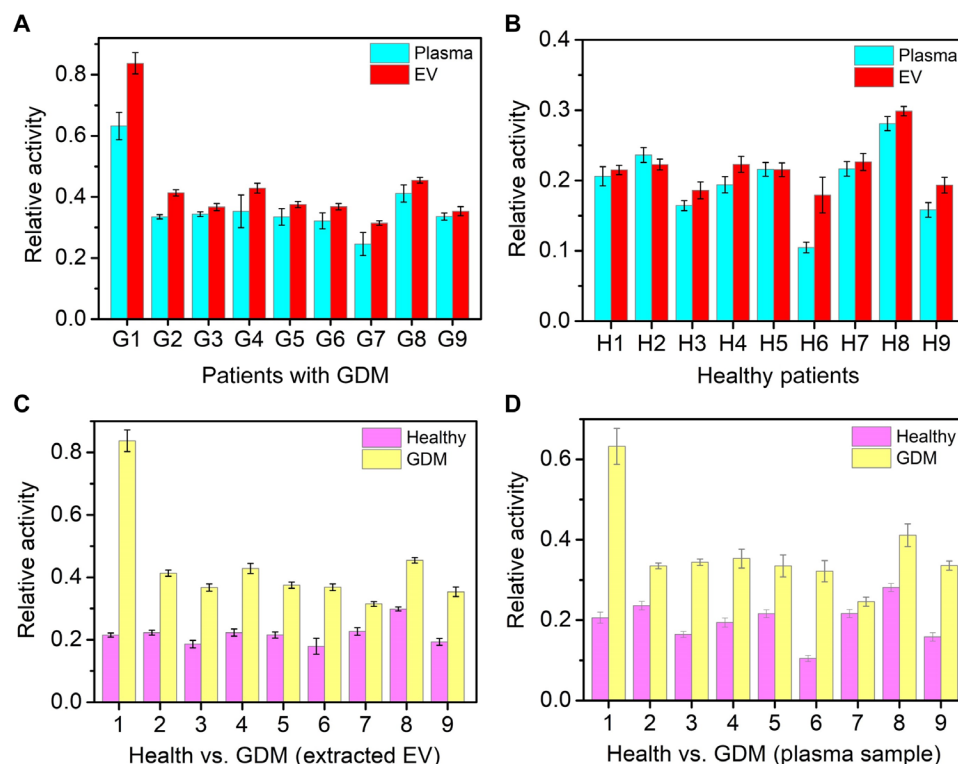 A
Plasma
EV
0.8
0.6
0.4
0.2
0.0
Relative activity
G1 G2 G3 G4 G5 G6 G7 G8 G9
Patients with GDM
B
Plasma
EV
0.4
0.3
0.2
0.1
0.0
Relative activity
H1 H2 H3 H4 H5 H6 H7 H8 H9
Healthy patients
C
Healthy
GDM
0.8
0.6
0.4
0.2
0.0
Relative activity
1 2 3 4 5 6 7 8 9
Health vs. GDM (extracted EV)
D
Healthy
GDM
0.6
0.4
0.2
0.0
Relative activity
1 2 3 4 5 6 7 8 9
Health vs. GDM (plasma sample)